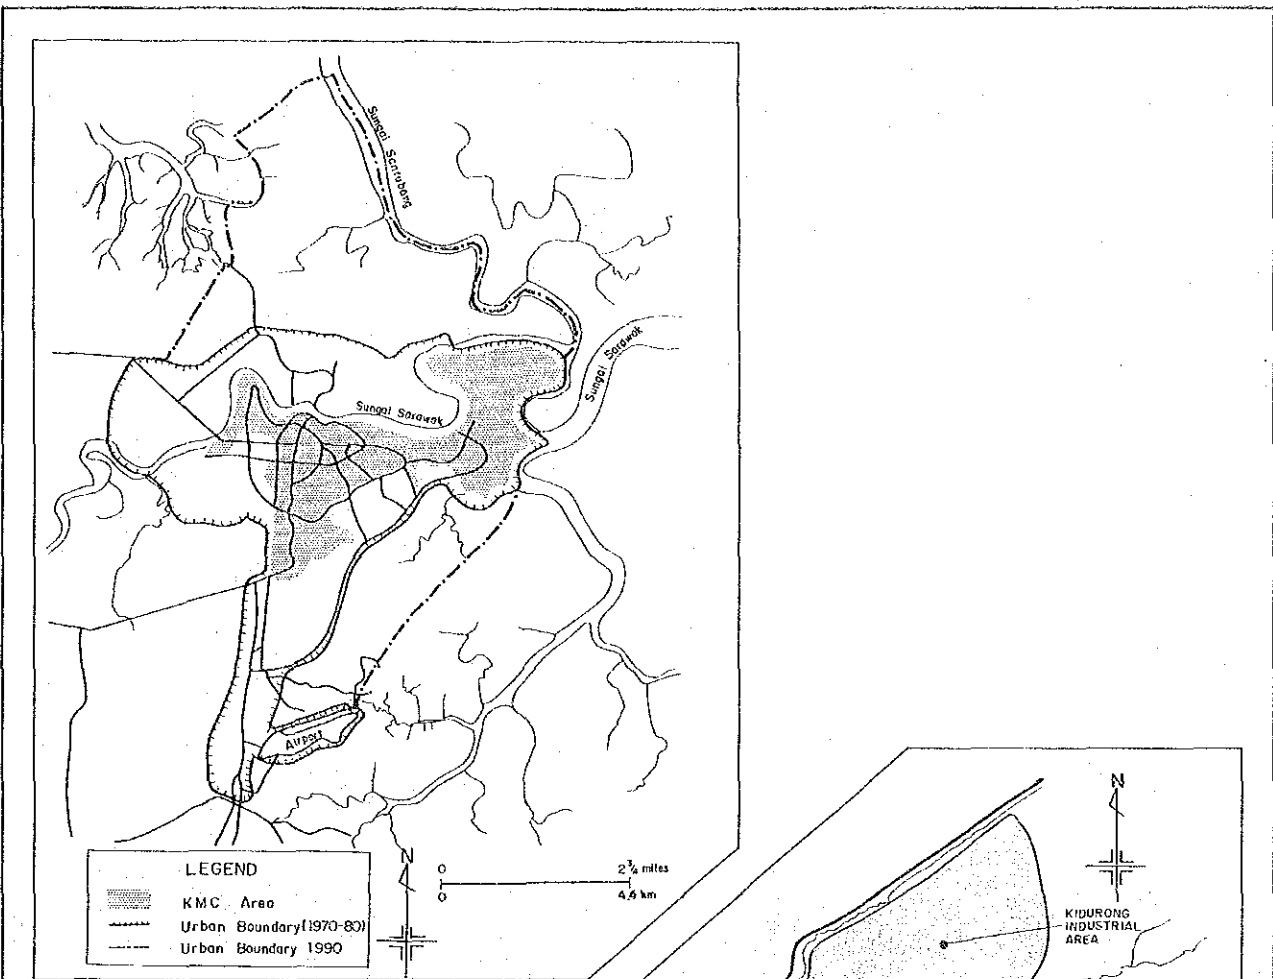 Sungai Santubong
Sungai Sarawak
Sungai Sarawak
Airport
LEGEND
KMC Area
Urban Boundary (1970-80)
Urban Boundary 1990
N
0 2¾ miles
0 4.4 km
N
KIDURONG
INDUSTRIAL
AREA